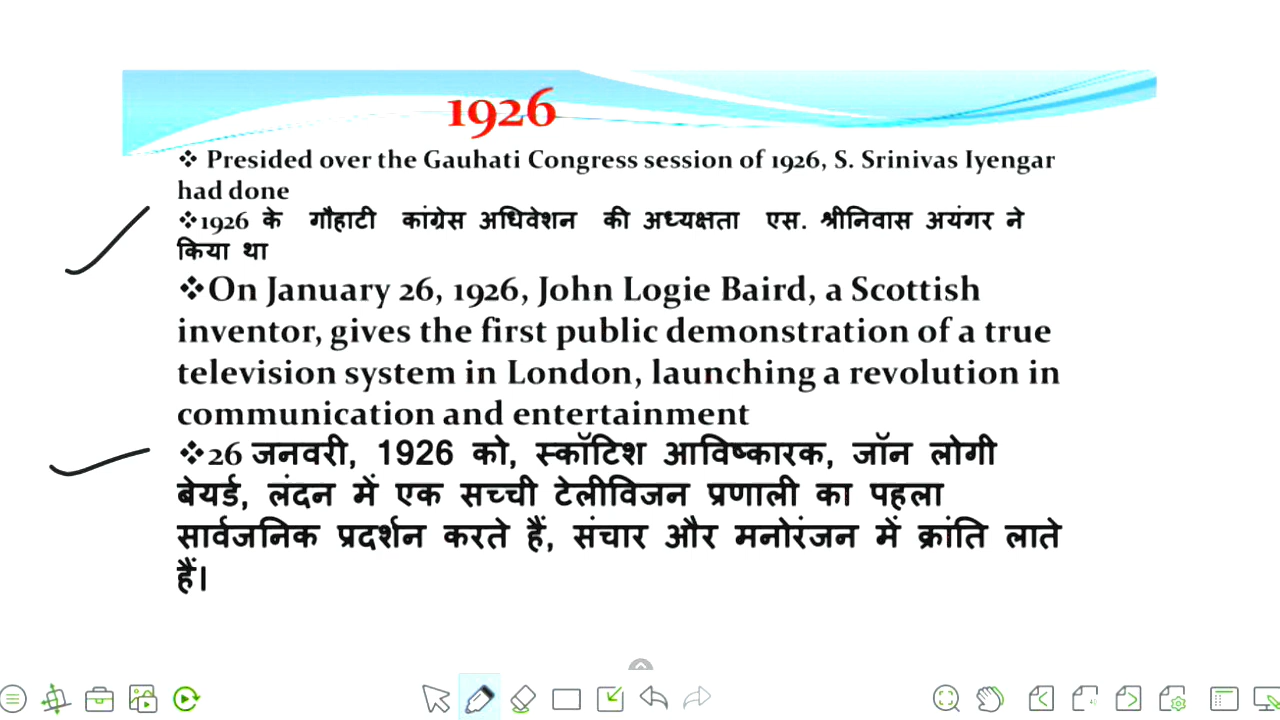 1926
❖ Presided over the Gauhati Congress session of 1926, S. Srinivas Iyengar
had done
❖1926 के गौहाटी कांग्रेस अधिवेशन की अध्यक्षता एस. श्रीनिवास अयंगर ने
किया था
❖On January 26, 1926, John Logie Baird, a Scottish
inventor, gives the first public demonstration of a true
television system in London, launching a revolution in
communication and entertainment
❖26 जनवरी, 1926 को, स्कॉटिश आविष्कारक, जॉन लोगी
बेयर्ड, लंदन में एक सच्ची टेलीविजन प्रणाली का पहला
सार्वजनिक प्रदर्शन करते हैं, संचार और मनोरंजन में क्रांति लाते
हैं।